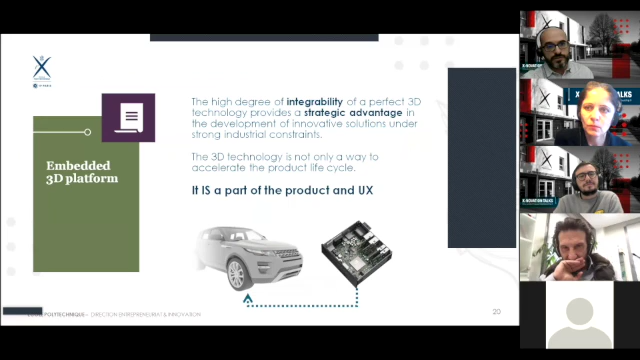 The high degree of integrability of a perfect 3D
technology provides a strategic advantage in
the development of innovative solutions under
strong industrial constraints.
The 3D technology is not only a way to
accelerate the product life cycle.
It IS a part of the product and UX
Embedded
3D platform
POLYTECHNIQUE – DIRECTION ENTREPRENEURIAT & INNOVATION
20
X-NOVATION TALKS